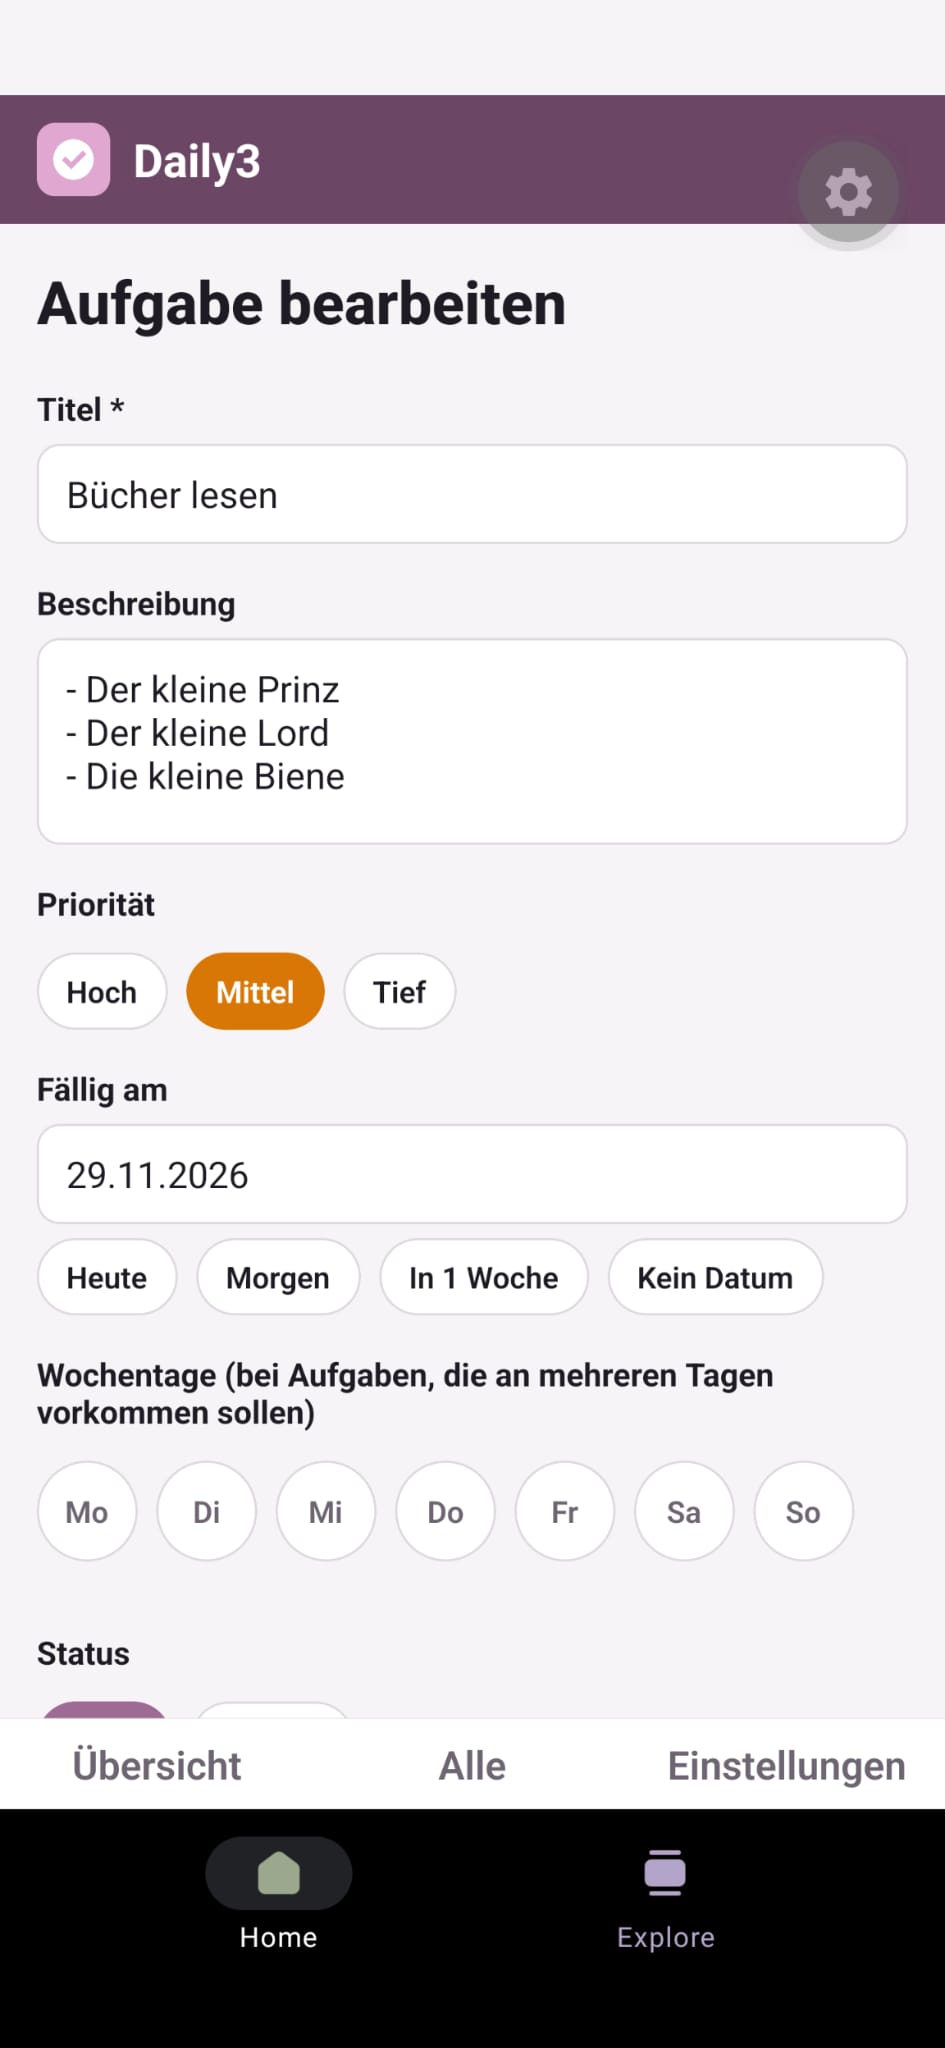 Daily3
Aufgabe bearbeiten
Titel *
Bücher lesen
Beschreibung
- Der kleine Prinz
- Der kleine Lord
- Die kleine Biene
Priorität
Hoch Mittel Tief
Fällig am
29.11.2026
Heute Morgen In 1 Woche Kein Datum
Wochentage (bei Aufgaben, die an mehreren Tagen
vorkommen sollen)
Mo Di Mi Do Fr Sa So
Status
Übersicht Alle Einstellungen
Home Explore